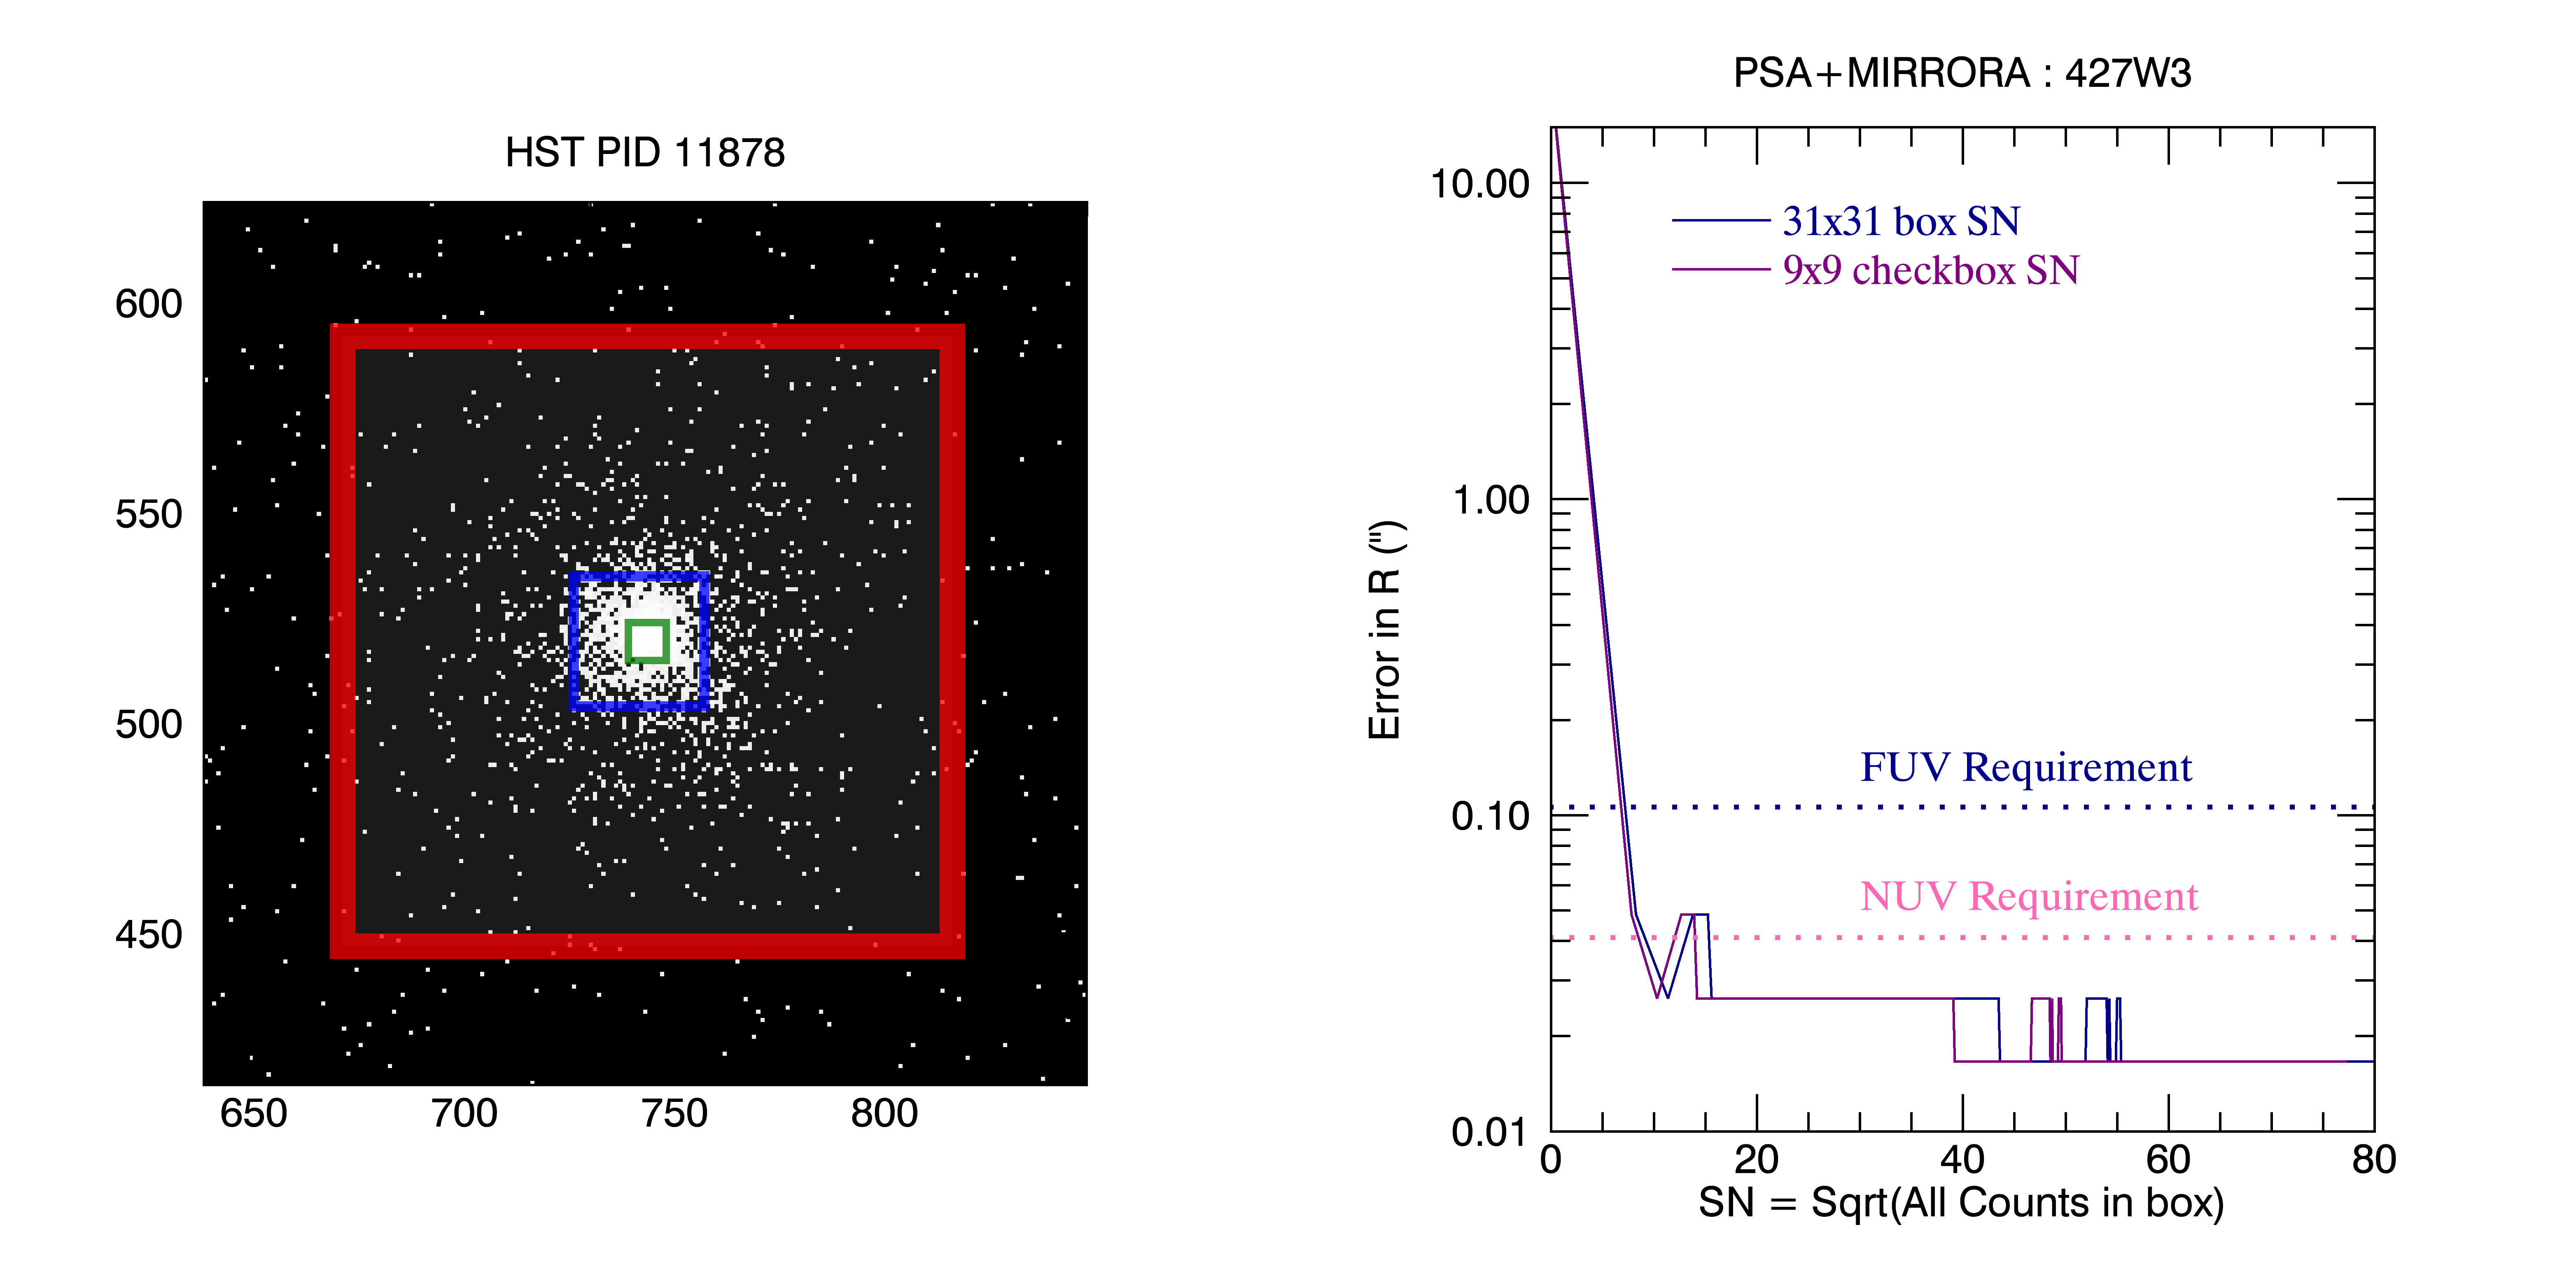 HST PID 11878
600
550
500
450
650 700 750 800
PSA+MIRRORA : 427W3
10.00
1.00
0.10
0.01
Error in R (")
31x31 box SN
9x9 checkbox SN
FUV Requirement
NUV Requirement
0 20 40 60 80
SN = Sqrt(All Counts in box)